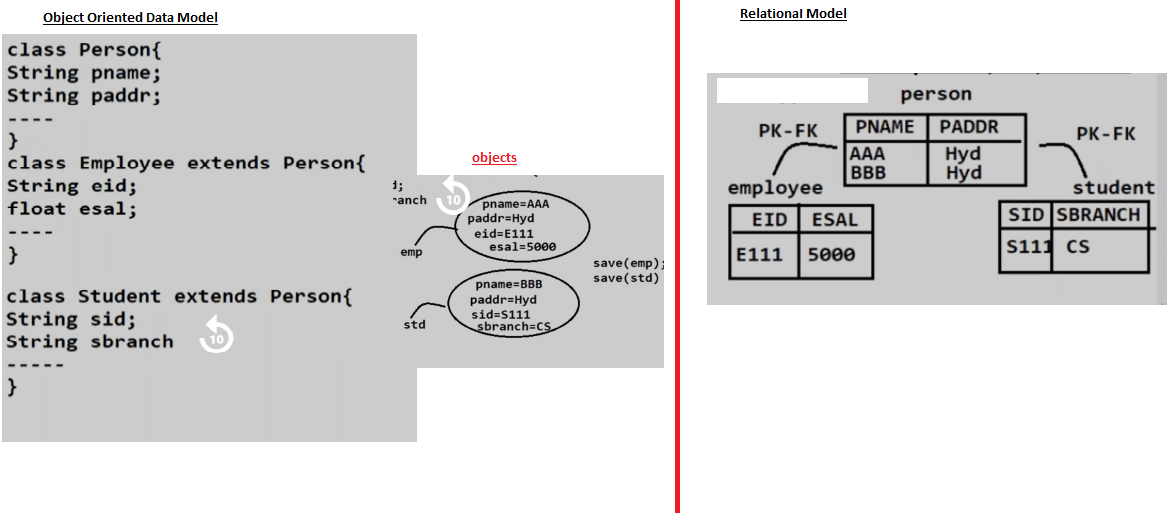 Object Oriented Data Model
class Person{
String pname;
String paddr;
----
}
class Employee extends Person{
String eid;
float esal;
----
}
class Student extends Person{
String sid;
String sbranch
-----
}
10
objects
d;
ranch
10
pname=AAA
paddr=Hyd
eid=E111
esal=5000
emp
save(emp);
save(std)
pname=BBB
paddr=Hyd
sid=S111
sbranch=CS
std
Relational Model
person
PK-FK
PNAME PADDR
AAA Hyd
BBB Hyd
PK-FK
employee
EID ESAL
E111 5000
student
SID SBRANCH
S111 CS